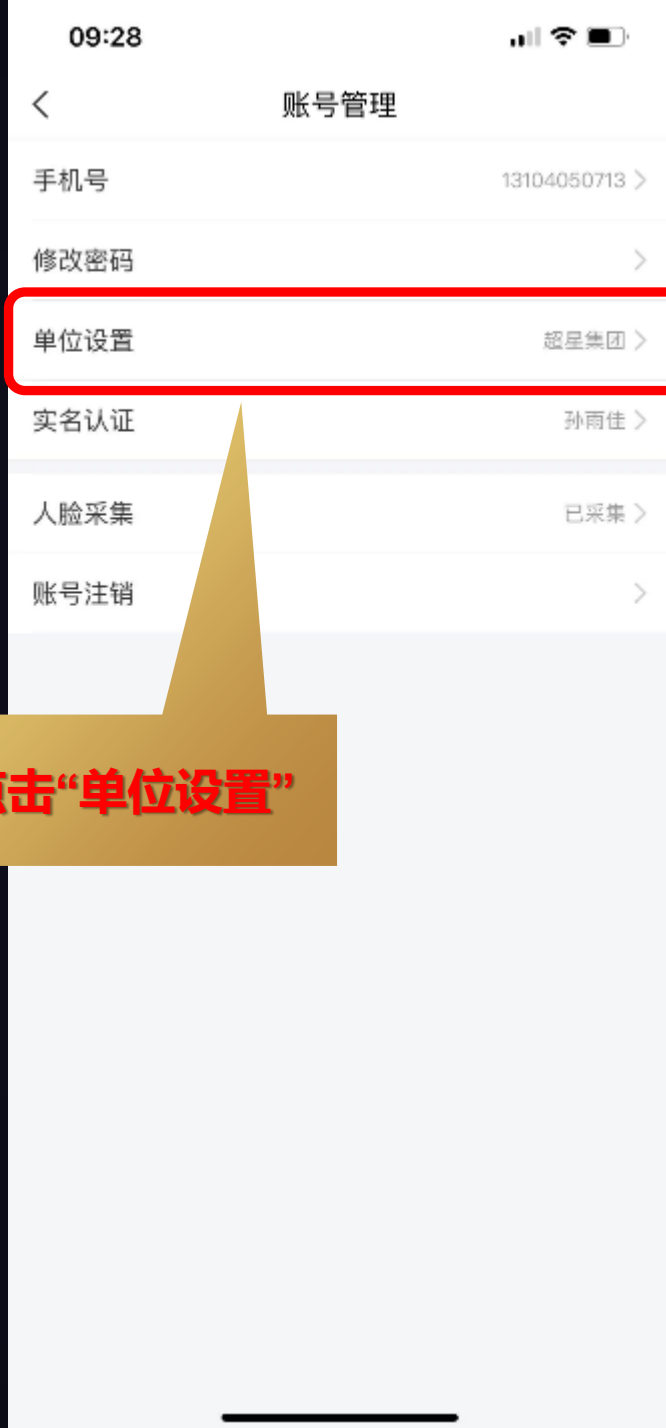 09:28
账号管理
手机号 13104050713
修改密码
单位设置 超星集团
实名认证 孙雨佳
人脸采集 已采集
账号注销
击“单位设置”